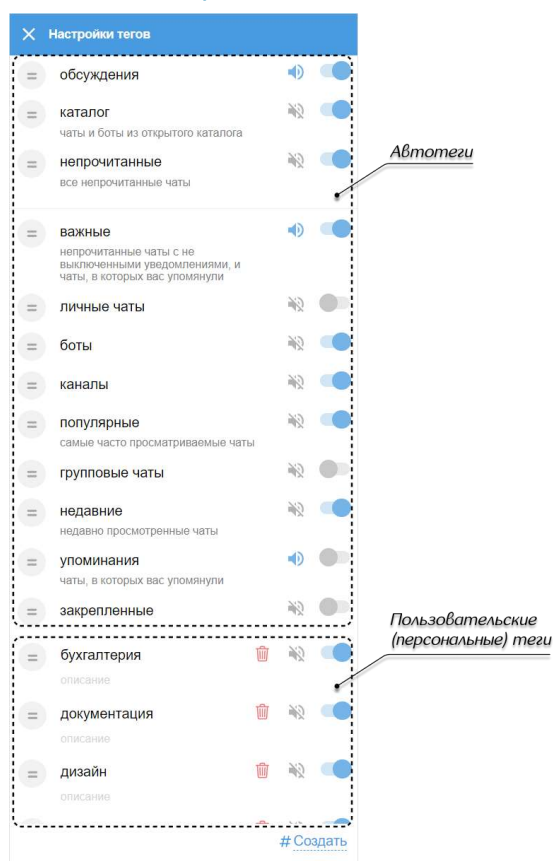 Настройки тегов
обсуждения
каталог
чаты и боты из открытого каталога
непрочитанные
все непрочитанные чаты
Автотеги
важные
непрочитанные чаты с не
выключенными уведомлениями, и
чаты, в которых вас упомянули
личные чаты
боты
каналы
популярные
самые часто просматриваемые чаты
групповые чаты
недавние
недавно просмотренные чаты
упоминания
чаты, в которых вас упомянули
закрепленные
Пользовательские
(персональные) теги
бухгалтерия
описание
документация
описание
дизайн
описание
# Создать